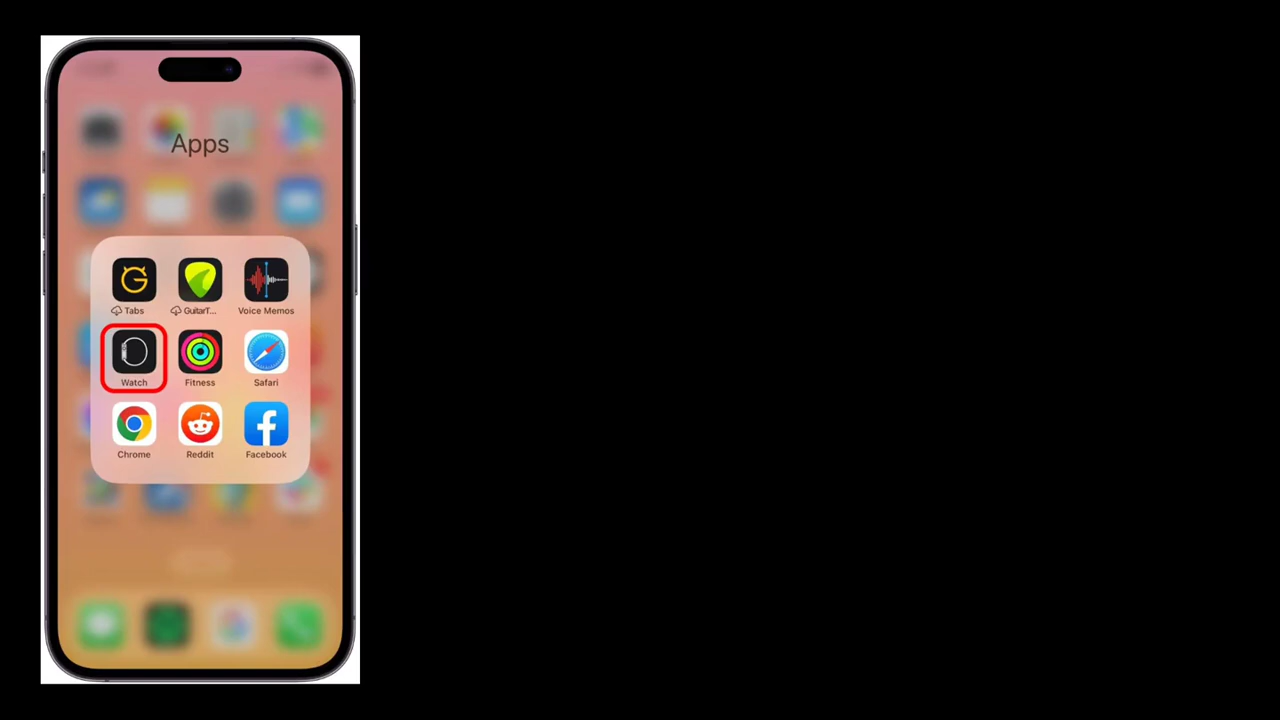 Apps
Tabs
GuitarT...
Voice Memos
Watch
Fitness
Safari
Chrome
Reddit
Facebook